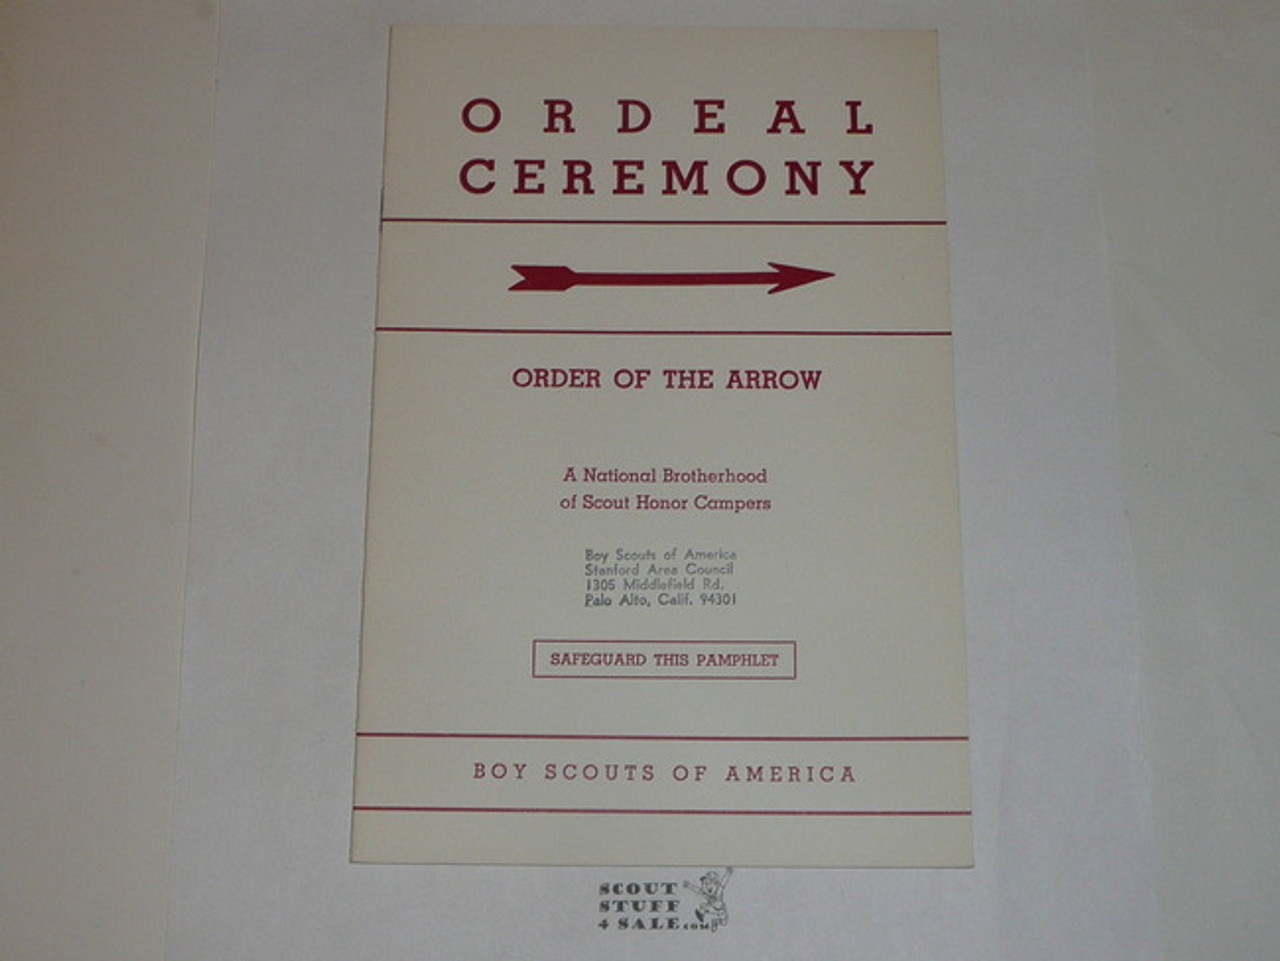 ORDEAL
CEREMONY
ORDER OF THE ARROW
A National Brotherhood
of Scout Honor Campers
Boy Scouts of America
Stanford Area Council
1305 Middlefield Rd.
Palo Alto, Calif. 94301
SAFEGUARD THIS PAMPHLET
BOY SCOUTS OF AMERICA
SCOUT
STUFF
4 SALE.COM